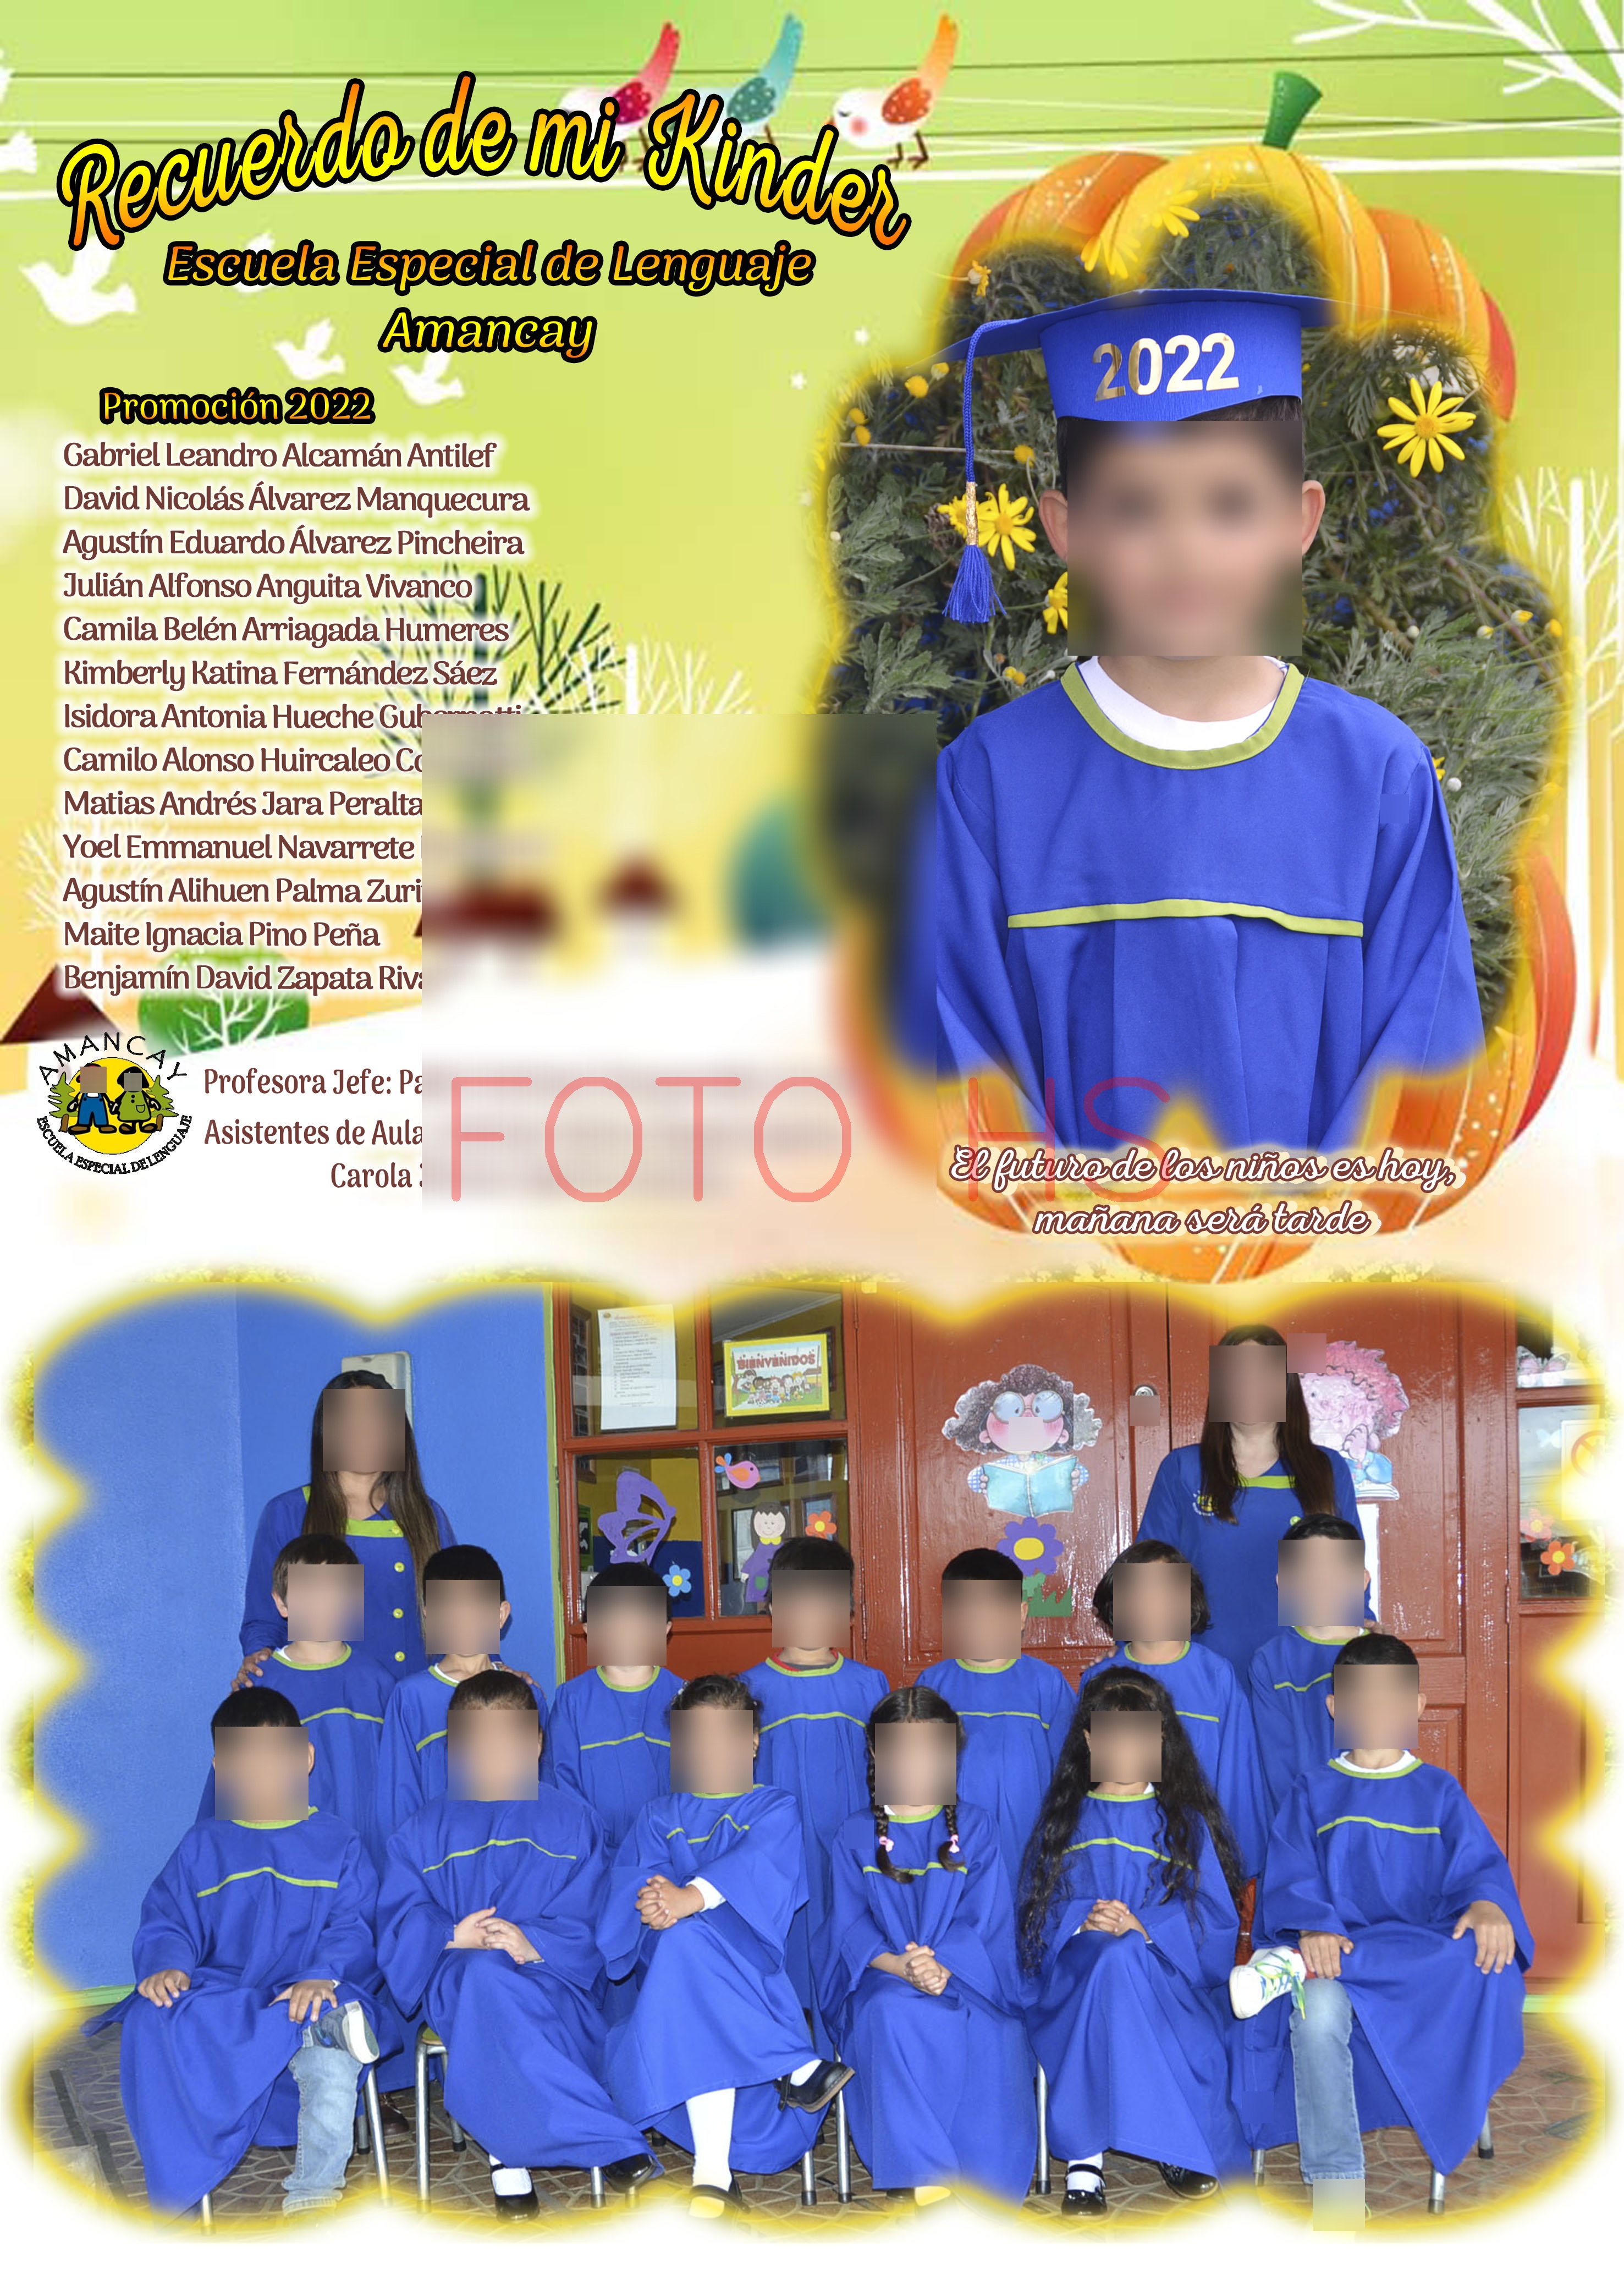 Recuerdo de mi Kinder
Escuela Especial de Lenguaje
Amancay
Promoción 2022
Gabriel Leandro Alcamán Antilef
David Nicolás Álvarez Manquecura
Agustín Eduardo Álvarez Pincheira
Julián Alfonso Anguita Vivanco
Camila Belén Arriagada Humeres
Kimberly Katina Fernández Sáez
Isidora Antonia Hueche
Camilo Alonso Huircaleo
Matias Andrés Jara Peralta
Yoel Emmanuel Navarrete
Agustín Alihuen Palma
Maite Ignacia Pino Peña
Benjamín David Zapata
AMANCAY
ESCUELA ESPECIAL DE LENGUAJE
Profesora Jefe:
Asistentes de Aula
Carola
FOTO HS
2022
El futuro de los niños es hoy,
mañana será tarde
BIENVENIDOS